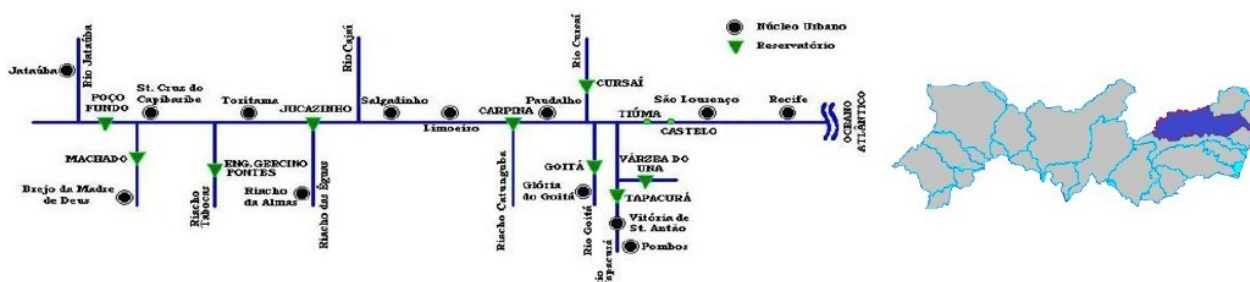 Núcleo Urbano
Reservatório
Rio Jataúba
Rio Cajaí
Rio Cursaí
Jataúba
CURSAÍ
POÇO
FUNDO
St. Cruz do
Capibaribe
Toritama
JUCAZINHO
Salgadinho
Limoeiro
CARPINA
Paudalho
TIÚMA
São Lourenço
CASTELO
Recife
OCEANO
ATLÂNTICO
MACHADO
Brejo da Madre
de Deus
ENG.GERCINO
PONTES
Riacho
Tabocas
Riacho
da Almas
Riacho das Éguas
Riacho Catunguba
GOITÁ
Glória
do Goitá
Rio Goitá
VÁRZEA DO
UNA
TAPACURÁ
Vitória de
St. Antão
Pombos